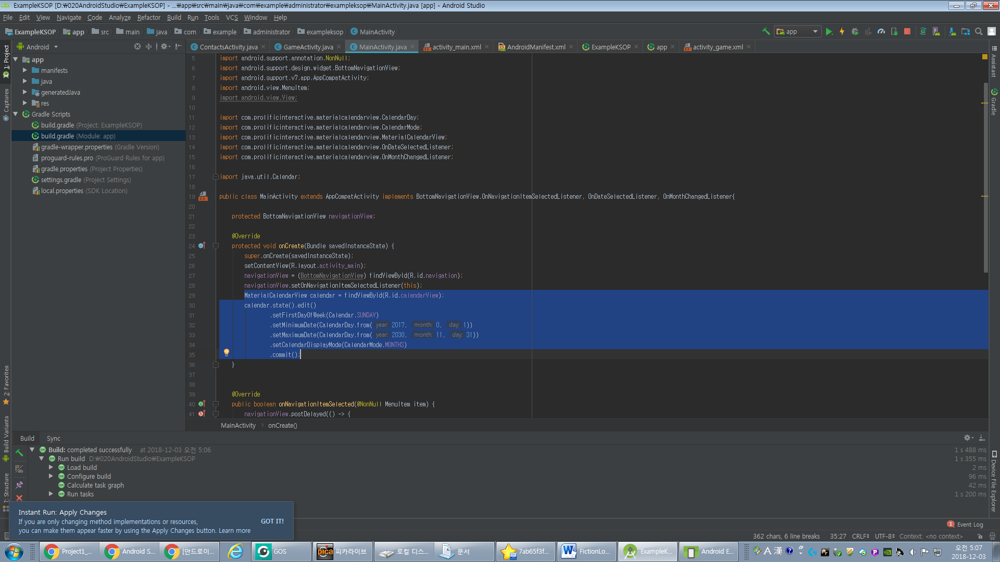 ExampleKSOP [D:₩020AndroidStudio₩ExampleKSOP] - ...₩app₩src₩main₩java₩com₩example₩administrator₩exampleksop₩MainActivity.java [app] - Android Studio
File Edit View Navigate Code Analyze Refactor Build Run Tools VCS Window Help
ExampleKSOP app src main java com example administrator exampleksop MainActivity app
1: Project
Captures
2: Favorites
Build Variants
7: Structure
Android
app
manifests
java
generatedJava
res
Gradle Scripts
build.gradle (Project: ExampleKSOP)
build.gradle (Module: app)
gradle-wrapper.properties (Gradle Version)
proguard-rules.pro (ProGuard Rules for app)
gradle.properties (Project Properties)
settings.gradle (Project Settings)
local.properties (SDK Location)
ContactsActivity.java GameActivity.java MainActivity.java activity_main.xml AndroidManifest.xml ExampleKSOP app activity_game.xml
5 import android.support.annotation.NonNull;
6 import android.support.design.widget.BottomNavigationView;
7 import android.support.v7.app.AppCompatActivity;
8 import android.view.MenuItem;
9 import android.view.View;
10
11 import com.prolificinteractive.materialcalendarview.CalendarDay;
12 import com.prolificinteractive.materialcalendarview.CalendarMode;
13 import com.prolificinteractive.materialcalendarview.MaterialCalendarView;
14 import com.prolificinteractive.materialcalendarview.OnDateSelectedListener;
15 import com.prolificinteractive.materialcalendarview.OnMonthChangedListener;
16
17 import java.util.Calendar;
18
19 public class MainActivity extends AppCompatActivity implements BottomNavigationView.OnNavigationItemSelectedListener, OnDateSelectedListener, OnMonthChangedListener{
20
21 protected BottomNavigationView navigationView;
22
23 @Override
24 protected void onCreate(Bundle savedInstanceState) {
25 super.onCreate(savedInstanceState);
26 setContentView(R.layout.activity_main);
27 navigationView = (BottomNavigationView) findViewById(R.id.navigation);
28 navigationView.setOnNavigationItemSelectedListener(this);
29 MaterialCalendarView calendar = findViewById(R.id.calendarView);
30 calendar.state().edit()
31 .setFirstDayOfWeek(Calendar.SUNDAY)
32 .setMinimumDate(CalendarDay.from( year: 2017, month: 0, day: 1))
33 .setMaximumDate(CalendarDay.from( year: 2030, month: 11, day: 31))
34 .setCalendarDisplayMode(CalendarMode.MONTHS)
35 .commit();
36 }
37
38
39 @Override
40 public boolean onNavigationItemSelected(@NonNull MenuItem item) {
41 navigationView.postDelayed(() -> {
MainActivity onCreate()
Assistant
Gradle
Device File Explorer
Build Sync
Build: completed successfully at 2018-12-03 오전 5:06 1 s 488 ms
Run build D:₩020AndroidStudio₩ExampleKSOP 1 s 355 ms
Load build 2 ms
Configure build 96 ms
Calculate task graph 42 ms
Run tasks 1 s 200 ms
Instant Run: Apply Changes
If you are only changing method implementations or resources,
you can make them appear faster by using the Apply Changes button. Learn more
GOT IT!
1 Event Log
362 chars, 6 line breaks 35:27 CRLF UTF-8 Context: <no context>
Project1_... Android S... [안드로이... GOS 피카라이브 로컬 디스... 문서 7ab65f3f... FictionLo... ExampleK... Android E...
A 漢
오전 5:07
2018-12-03